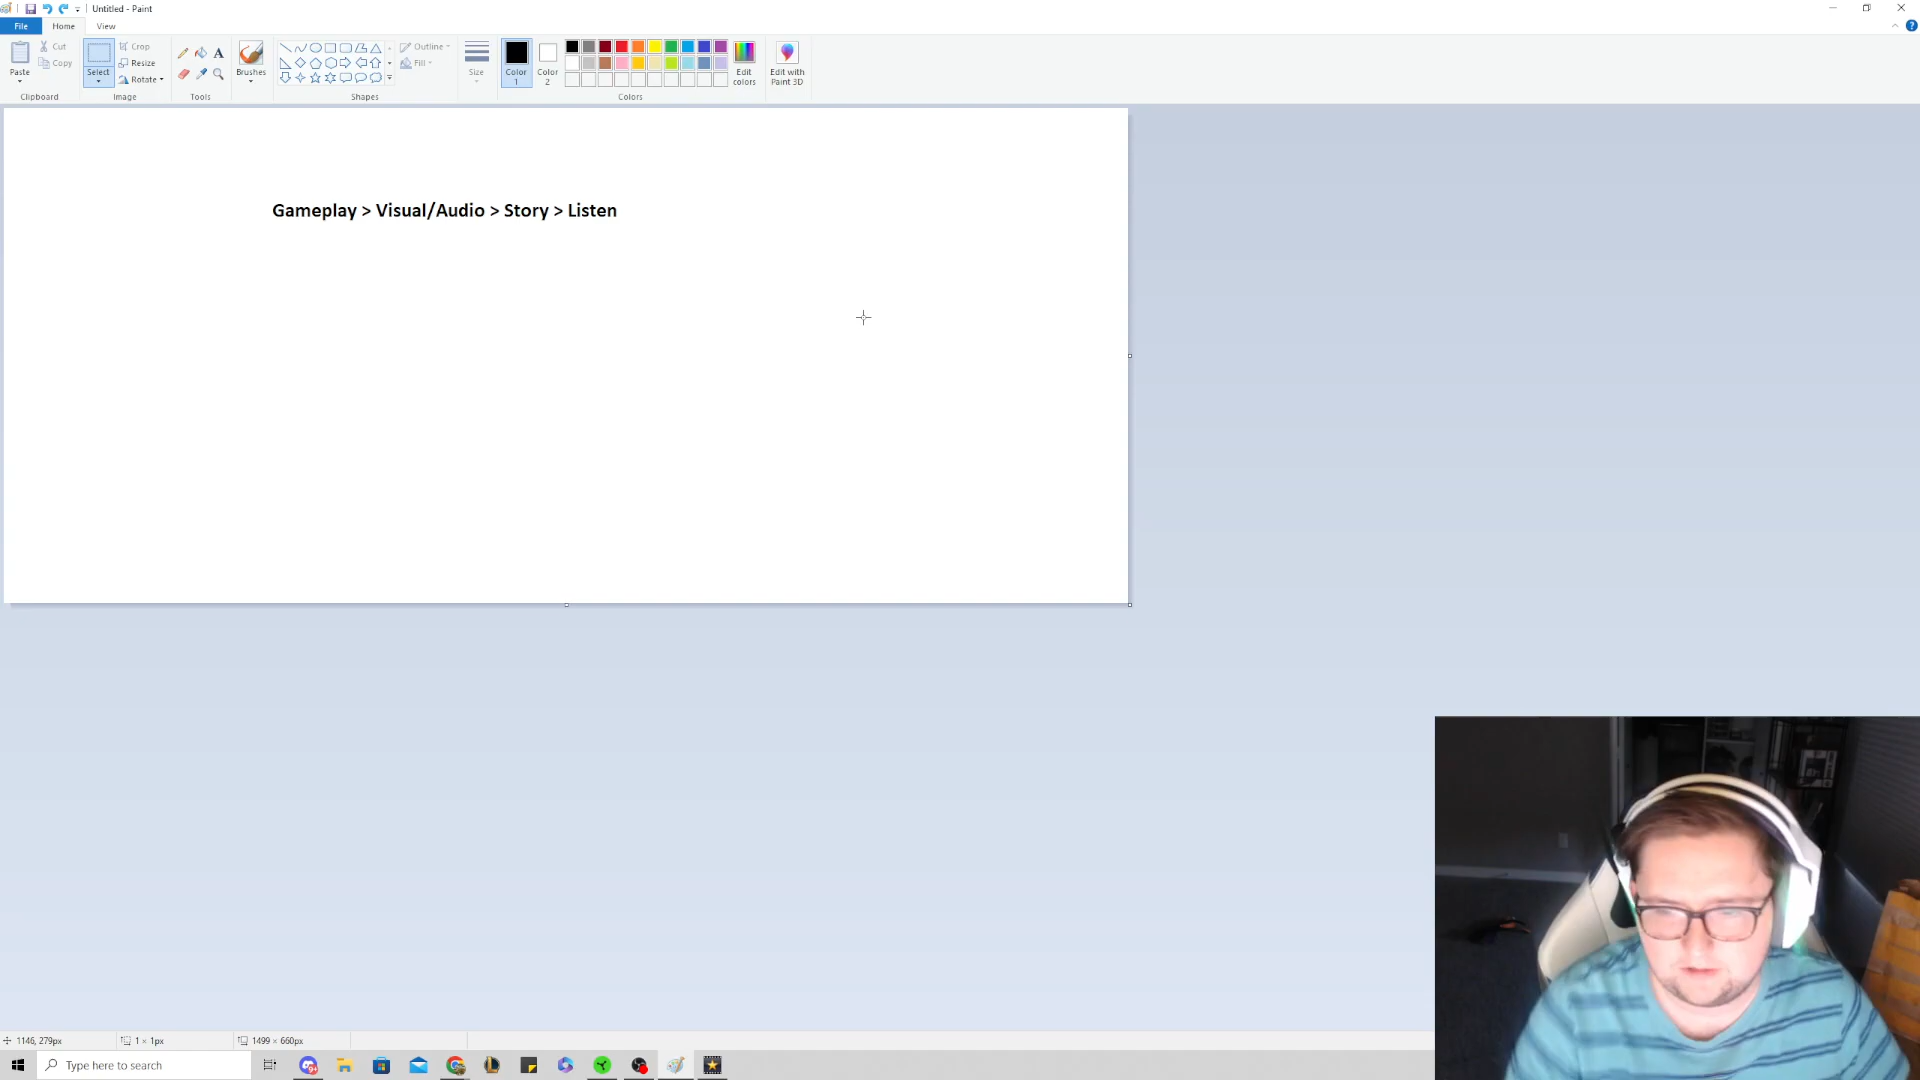 Untitled - Paint
File
Home
View
Paste
Cut
Copy
Clipboard
Select
Crop
Resize
Rotate
Image
A
Tools
Brushes
Outline
Fill
Shapes
Size
Color 1
Color 2
Colors
Edit colors
Edit with Paint 3D
Gameplay > Visual/Audio > Story > Listen
1146, 279px
1 × 1px
1499 × 660px
Type here to search
9+